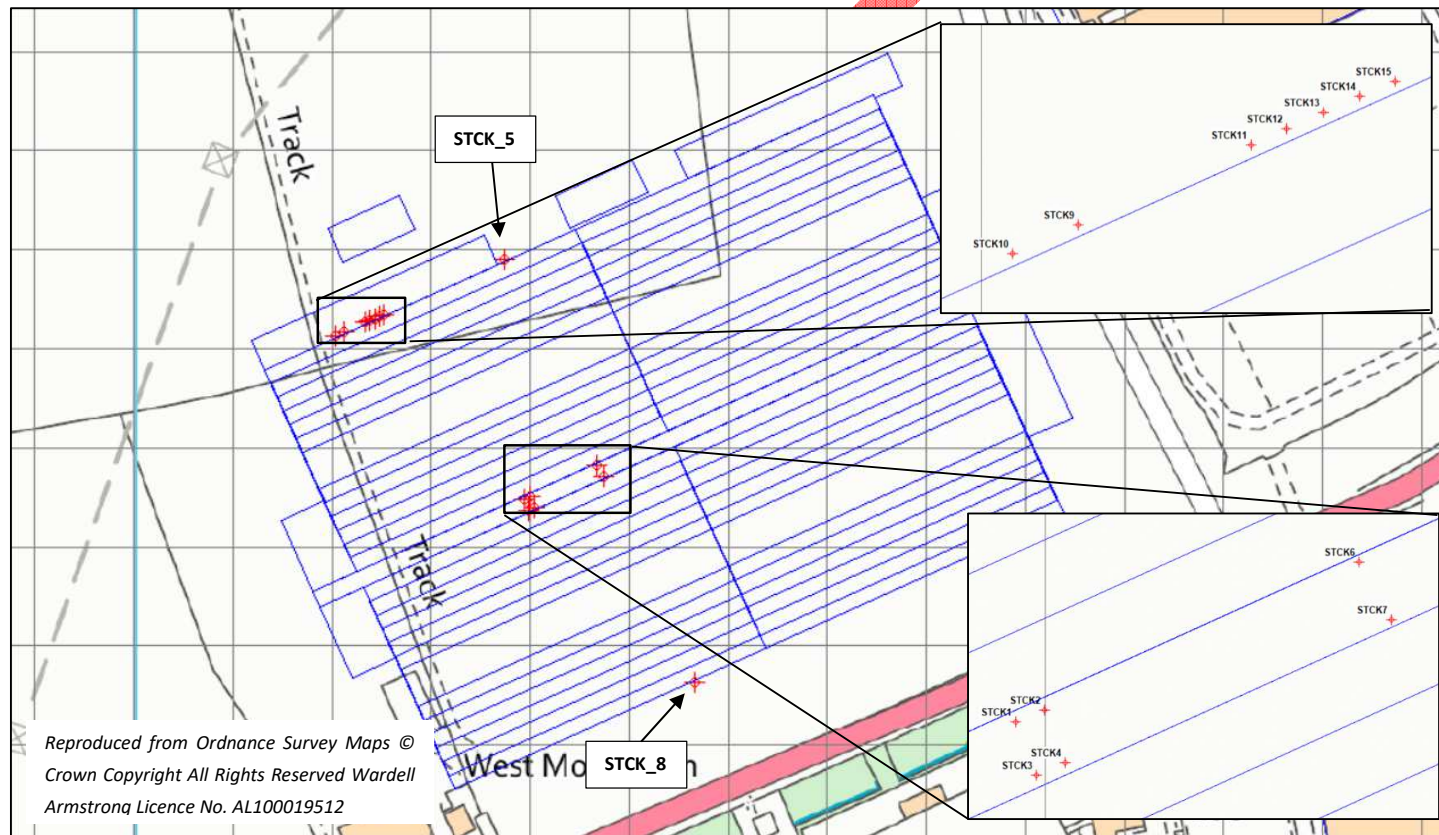 STCK15
STCK14
STCK13
STCK12
STCK11
STCK9
STCK10
Track
STCK_5
Track
STCK6
STCK7
STCK2
STCK1
STCK4
STCK3
STCK_8
Reproduced from Ordnance Survey Maps ©
Crown Copyright All Rights Reserved Wardell
Armstrong Licence No. AL100019512
West Mo
n